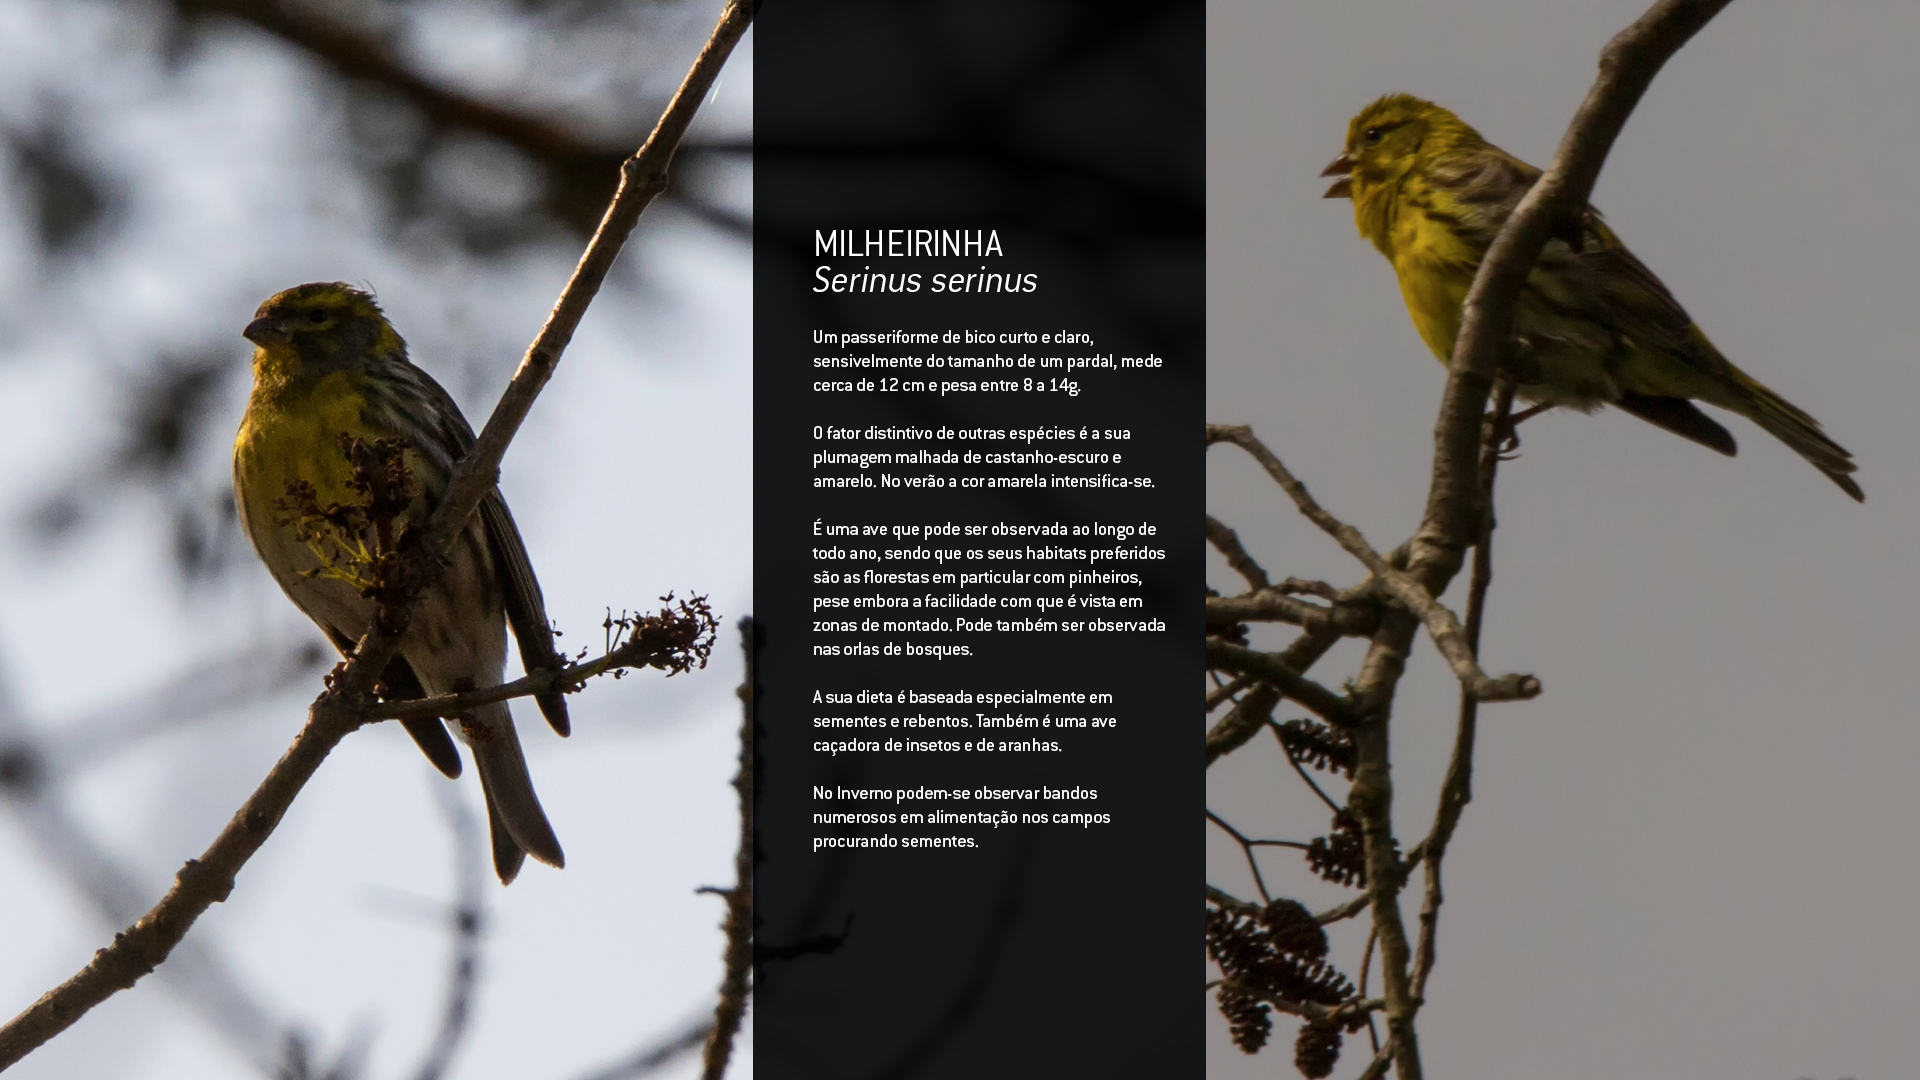 MILHEIRINHA
Serinus serinus
Um passeriforme de bico curto e claro,
sensivelmente do tamanho de um pardal, mede
cerca de 12 cm e pesa entre 8 a 14g.
O fator distintivo de outras espécies é a sua
plumagem malhada de castanho-escuro e
amarelo. No verão a cor amarela intensifica-se.
É uma ave que pode ser observada ao longo de
todo ano, sendo que os seus habitats preferidos
são as florestas em particular com pinheiros,
pese embora a facilidade com que é vista em
zonas de montado. Pode também ser observada
nas orlas de bosques.
A sua dieta é baseada especialmente em
sementes e rebentos. Também é uma ave
caçadora de insetos e de aranhas.
No Inverno podem-se observar bandos
numerosos em alimentação nos campos
procurando sementes.